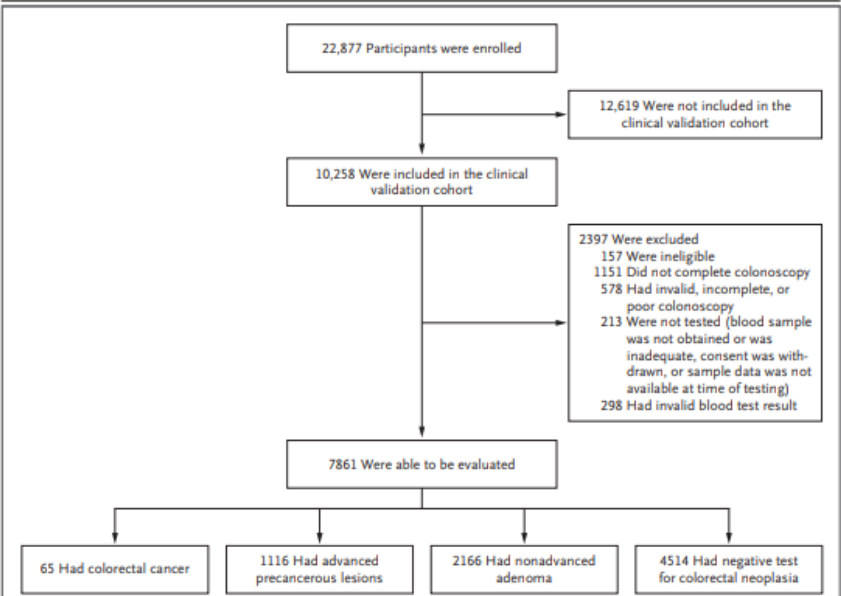 22,877 Participants were enrolled
12,619 Were not included in the
clinical validation cohort
10,258 Were included in the clinical
validation cohort
2397 Were excluded
157 Were ineligible
1151 Did not complete colonoscopy
578 Had invalid, incomplete, or
poor colonoscopy
213 Were not tested (blood sample
was not obtained or was
inadequate, consent was with-
drawn, or sample data was not
available at time of testing)
298 Had invalid blood test result
7861 Were able to be evaluated
65 Had colorectal cancer
1116 Had advanced
precancerous lesions
2166 Had nonadvanced
adenoma
4514 Had negative test
for colorectal neoplasia